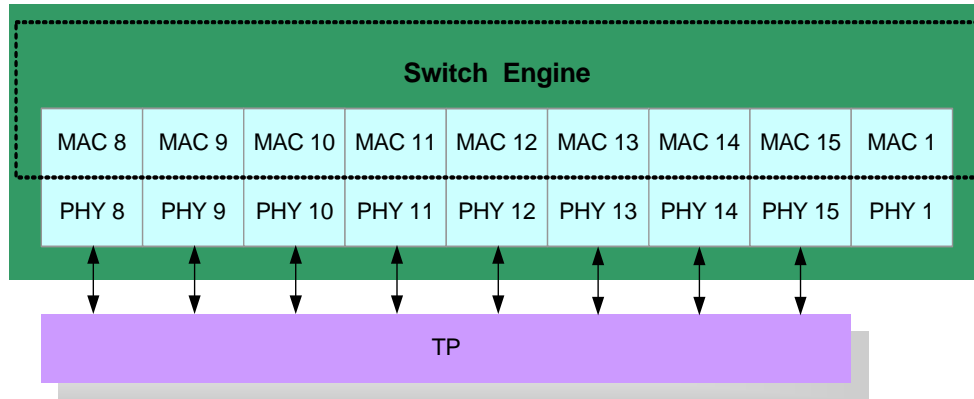 Switch Engine
MAC 8 MAC 9 MAC 10 MAC 11 MAC 12 MAC 13 MAC 14 MAC 15 MAC 1
PHY 8 PHY 9 PHY 10 PHY 11 PHY 12 PHY 13 PHY 14 PHY 15 PHY 1
TP